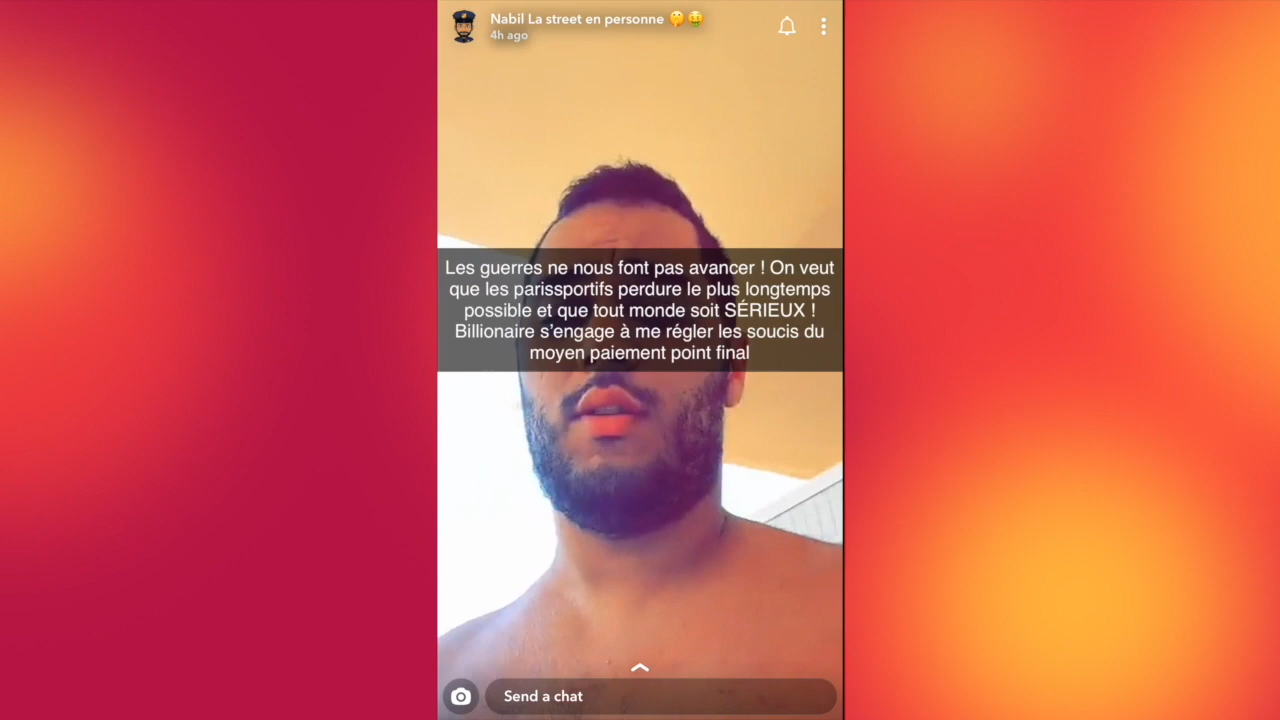 Nabil La street en personne 🤫🤑
4h ago
Les guerres ne nous font pas avancer ! On veut
que les parissportifs perdure le plus longtemps
possible et que tout monde soit SÉRIEUX !
Billionaire s’engage à me régler les soucis du
moyen paiement point final
Send a chat